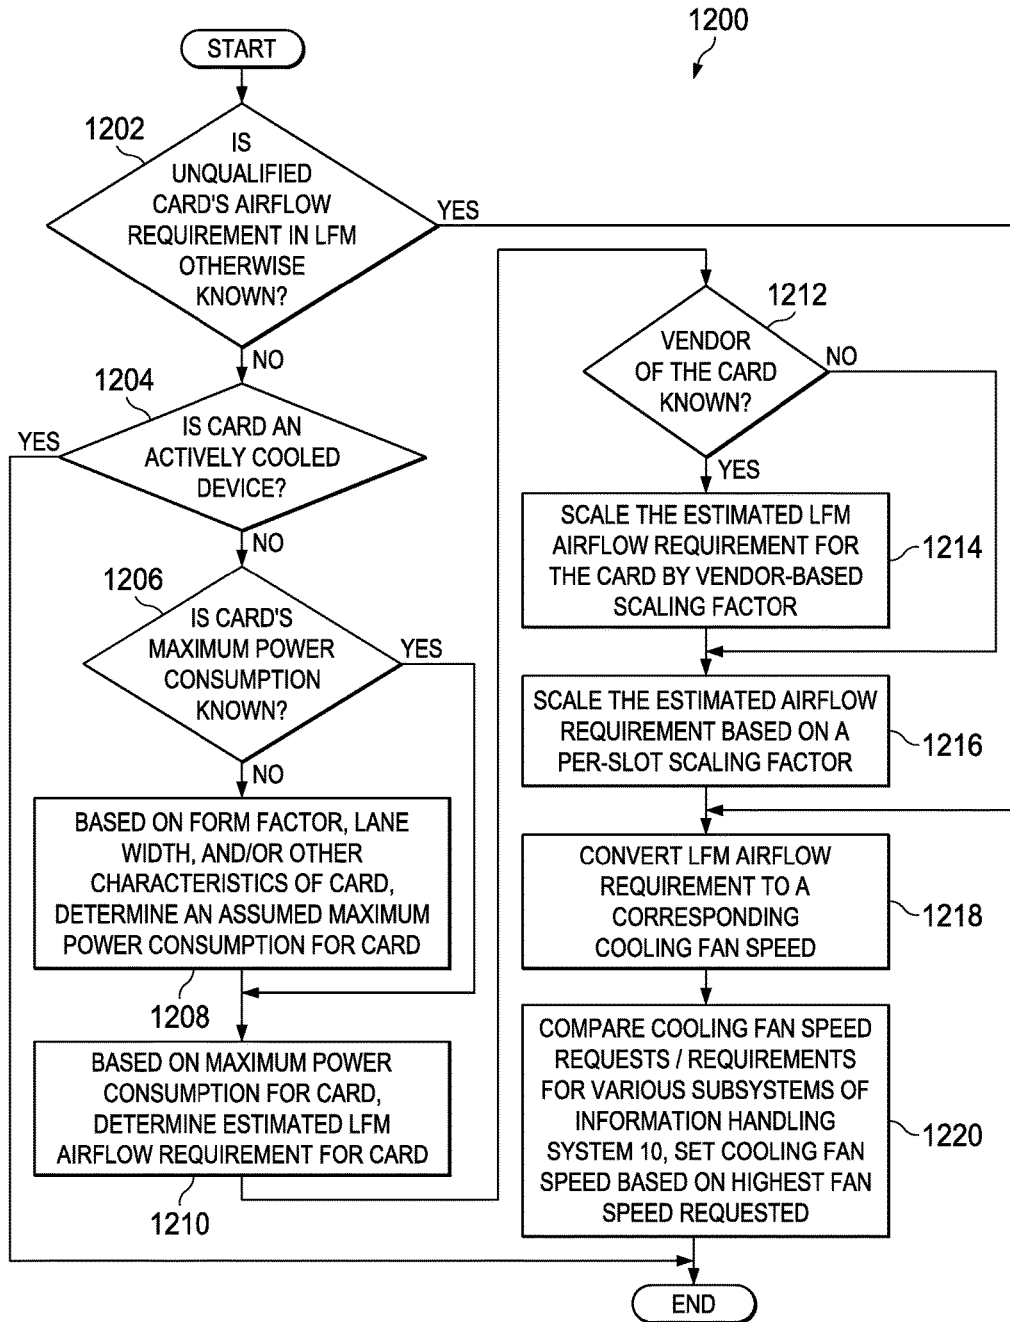 1200
START
1202
IS
UNQUALIFIED
CARD'S AIRFLOW
REQUIREMENT IN LFM
OTHERWISE
KNOWN?
YES
NO
1204
IS CARD AN
ACTIVELY COOLED
DEVICE?
YES
NO
1206
IS CARD'S
MAXIMUM POWER
CONSUMPTION
KNOWN?
YES
NO
BASED ON FORM FACTOR, LANE
WIDTH, AND/OR OTHER
CHARACTERISTICS OF CARD,
DETERMINE AN ASSUMED MAXIMUM
POWER CONSUMPTION FOR CARD
1208
BASED ON MAXIMUM POWER
CONSUMPTION FOR CARD,
DETERMINE ESTIMATED LFM
AIRFLOW REQUIREMENT FOR CARD
1210
1212
VENDOR
OF THE CARD
KNOWN?
NO
YES
SCALE THE ESTIMATED LFM
AIRFLOW REQUIREMENT FOR
THE CARD BY VENDOR-BASED
SCALING FACTOR
1214
SCALE THE ESTIMATED AIRFLOW
REQUIREMENT BASED ON A
PER-SLOT SCALING FACTOR
1216
CONVERT LFM AIRFLOW
REQUIREMENT TO A
CORRESPONDING
COOLING FAN SPEED
1218
COMPARE COOLING FAN SPEED
REQUESTS / REQUIREMENTS
FOR VARIOUS SUBSYSTEMS OF
INFORMATION HANDLING
SYSTEM 10, SET COOLING FAN
SPEED BASED ON HIGHEST FAN
SPEED REQUESTED
1220
END